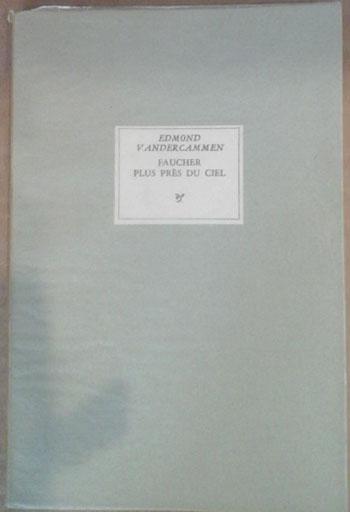 EDMOND
VANDERCAMMEN
FAUCHER
PLUS PRÈS DU CIEL